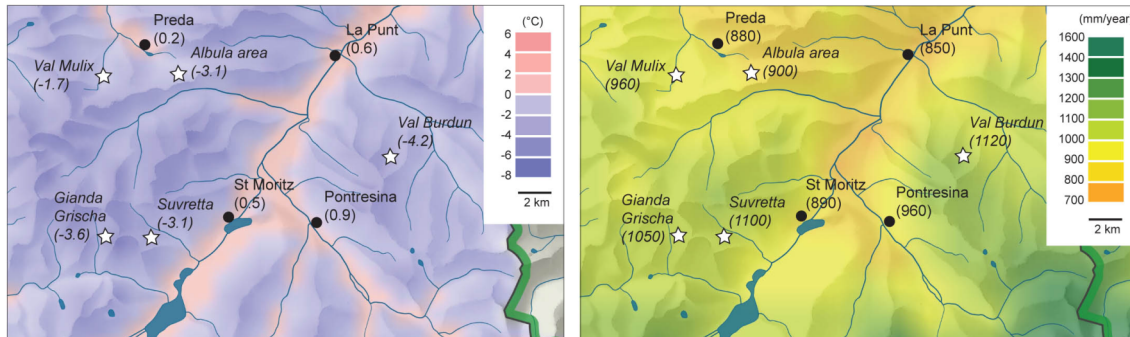 Preda
(0.2)
La Punt
(0.6)
Val Mulix
(-1.7)
Albula area
(-3.1)
Val Burdun
(-4.2)
Gianda
Grischa
(-3.6)
Suvretta
(-3.1)
St Moritz
(0.5)
Pontresina
(0.9)
(°C)
6
4
2
0
-2
-4
-6
-8
2 km
Preda
(880)
La Punt
(850)
Val Mulix
(960)
Albula area
(900)
Val Burdun
(1120)
Gianda
Grischa
(1050)
Suvretta
(1100)
St Moritz
(890)
Pontresina
(960)
(mm/year)
1600
1400
1300
1200
1100
1000
900
800
700
2 km